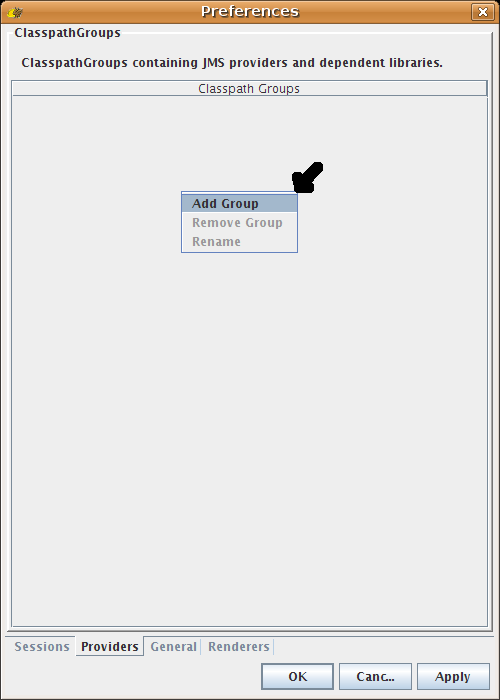 Preferences
ClasspathGroups
ClasspathGroups containing JMS providers and dependent libraries.
Classpath Groups
Add Group
Remove Group
Rename
Sessions Providers General Renderers
OK Canc... Apply